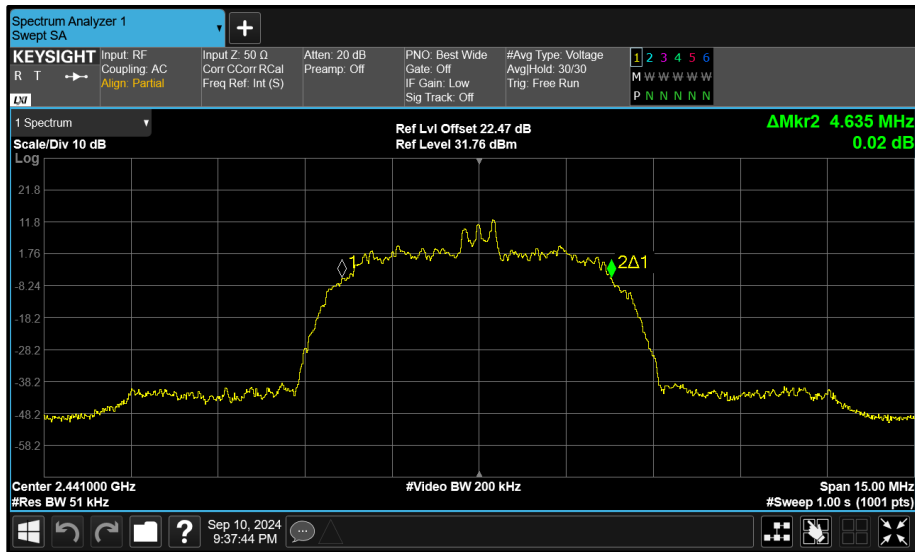 Spectrum Analyzer 1
Swept SA
+
KEYSIGHT
R T
LXI
Input: RF
Coupling: AC
Align: Partial
Input Z: 50 Ω
Corr CCorr RCal
Freq Ref: Int (S)
Atten: 20 dB
Preamp: Off
PNO: Best Wide
Gate: Off
IF Gain: Low
Sig Track: Off
#Avg Type: Voltage
Avg|Hold: 30/30
Trig: Free Run
1 2 3 4 5 6
M W W W W W
P N N N N N
1 Spectrum
Scale/Div 10 dB
Log
Ref Lvl Offset 22.47 dB
Ref Level 31.76 dBm
ΔMkr2 4.635 MHz
0.02 dB
21.8
11.8
1.76
-8.24
-18.2
-28.2
-38.2
-48.2
-58.2
1
2Δ1
Center 2.441000 GHz
#Res BW 51 kHz
#Video BW 200 kHz
Span 15.00 MHz
#Sweep 1.00 s (1001 pts)
?
Sep 10, 2024
9:37:44 PM